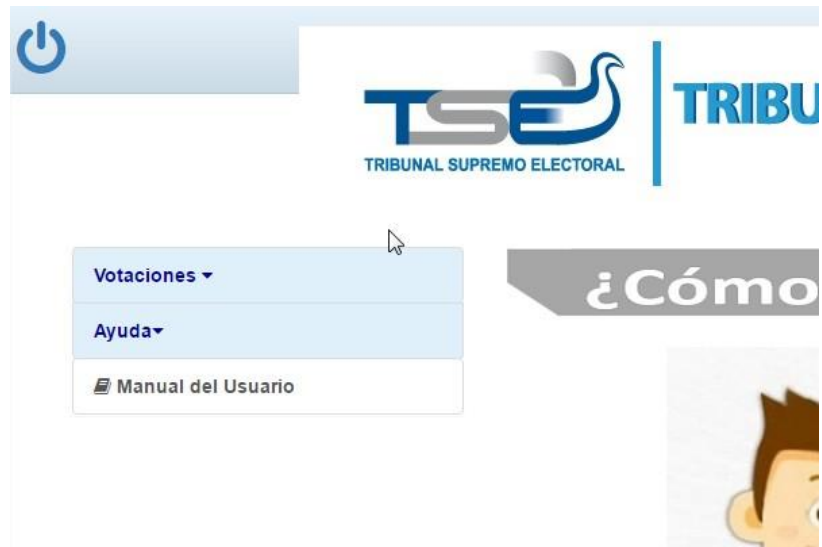 TSE
TRIBUNAL SUPREMO ELECTORAL
TRIBU
Votaciones
Ayuda
Manual del Usuario
¿Cómo